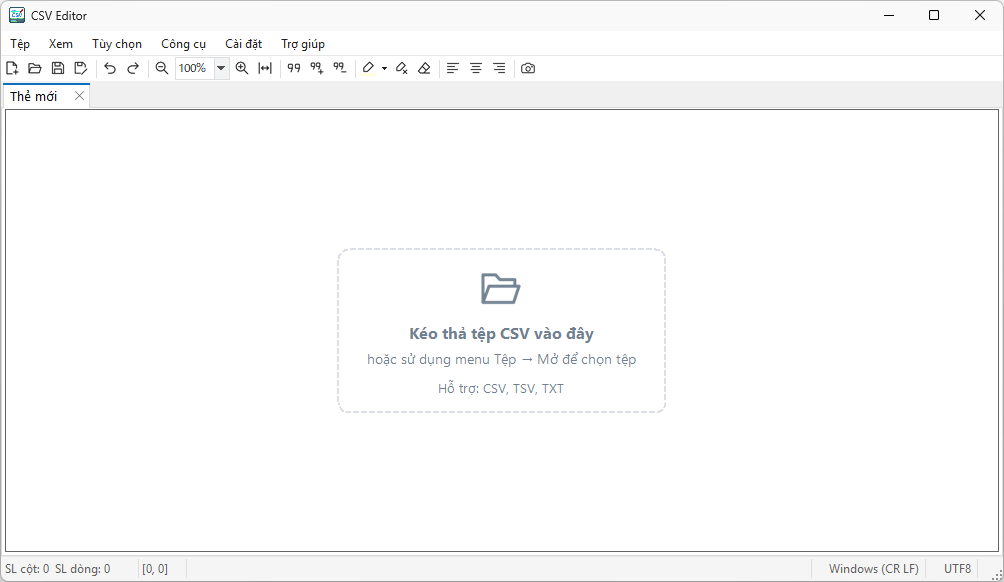 CSV Editor
Tệp Xem Tùy chọn Công cụ Cài đặt Trợ giúp
100%
Thẻ mới
Kéo thả tệp CSV vào đây
hoặc sử dụng menu Tệp → Mở để chọn tệp
Hỗ trợ: CSV, TSV, TXT
SL cột: 0 SL dòng: 0 [0, 0] Windows (CR LF) UTF8